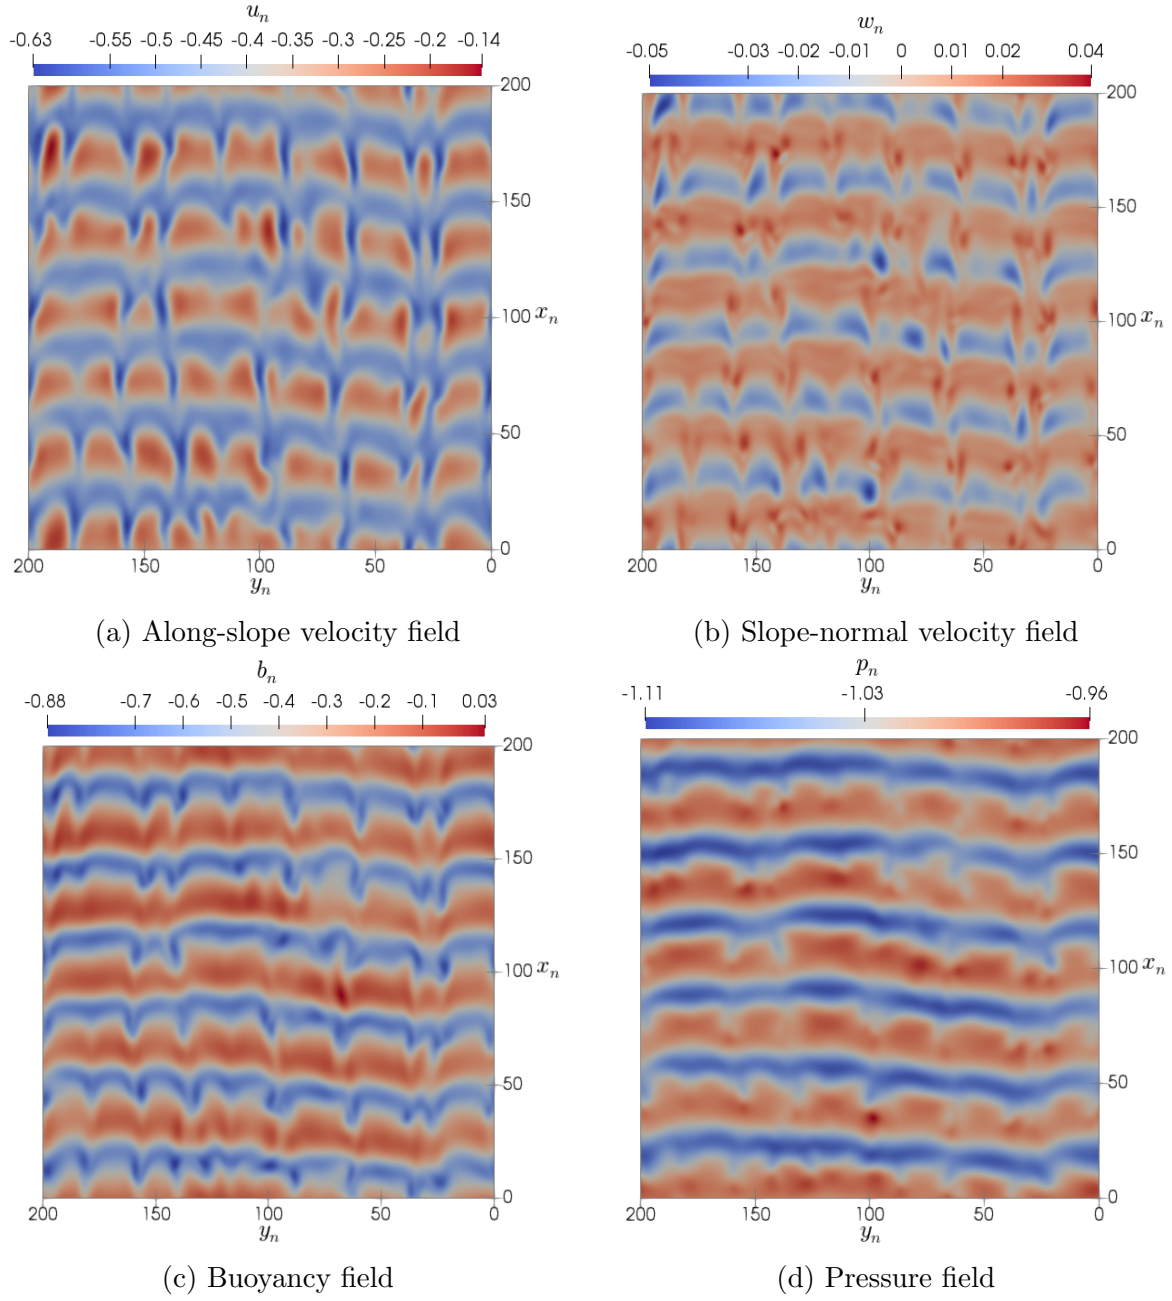 u_n
-0.63 -0.55 -0.5 -0.45 -0.4 -0.35 -0.3 -0.25 -0.2 -0.14
200
150
100 x_n
50
0
200 150 100 50 0
y_n
(a) Along-slope velocity field
w_n
-0.05 -0.03 -0.02 -0.01 0 0.01 0.02 0.04
200
150
100 x_n
50
0
200 150 100 50 0
y_n
(b) Slope-normal velocity field
b_n
-0.88 -0.7 -0.6 -0.5 -0.4 -0.3 -0.2 -0.1 0.03
200
150
100 x_n
50
0
200 150 100 50 0
y_n
(c) Buoyancy field
p_n
-1.11 -1.03 -0.96
200
150
100 x_n
50
0
200 150 100 50 0
y_n
(d) Pressure field